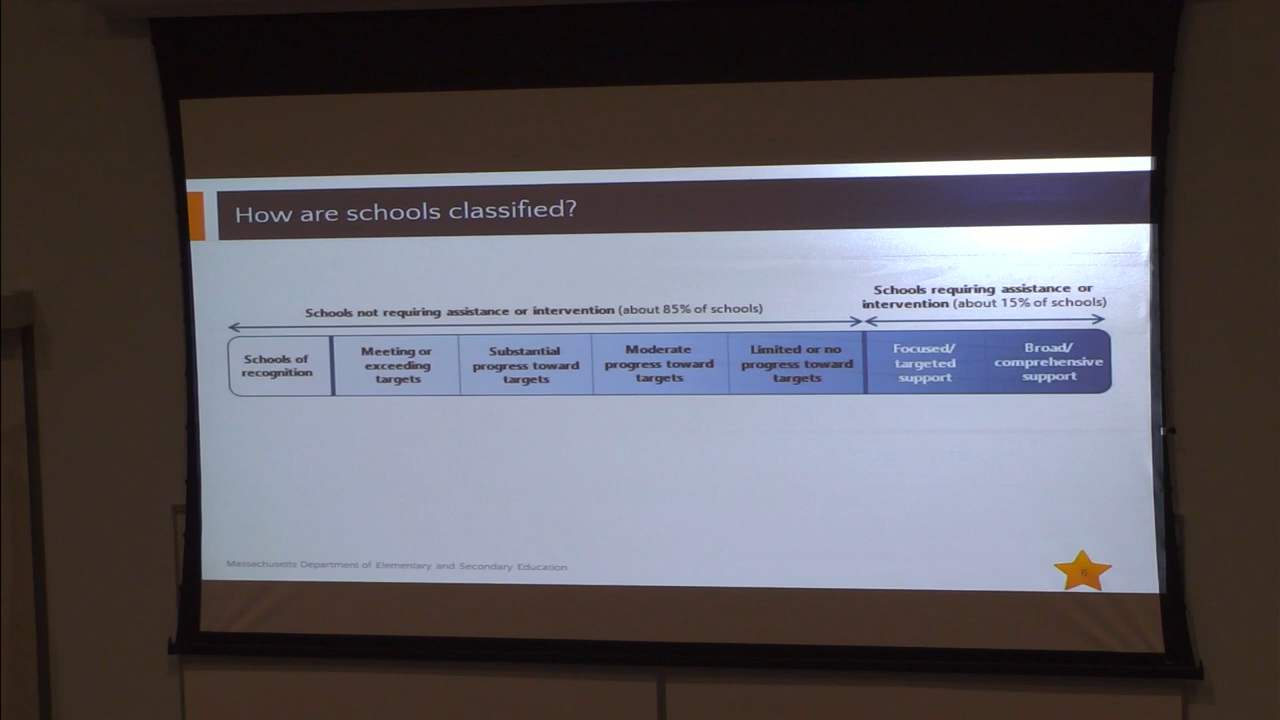 How are schools classified?
Schools requiring assistance or
intervention (about 15% of schools)
Schools not requiring assistance or intervention (about 85% of schools)
Schools of
recognition
Meeting or
exceeding
targets
Substantial
progress toward
targets
Moderate
progress toward
targets
Limited or no
progress toward
targets
Focused/
targeted
support
Broad/
comprehensive
support
Massachusetts Department of Elementary and Secondary Education
6